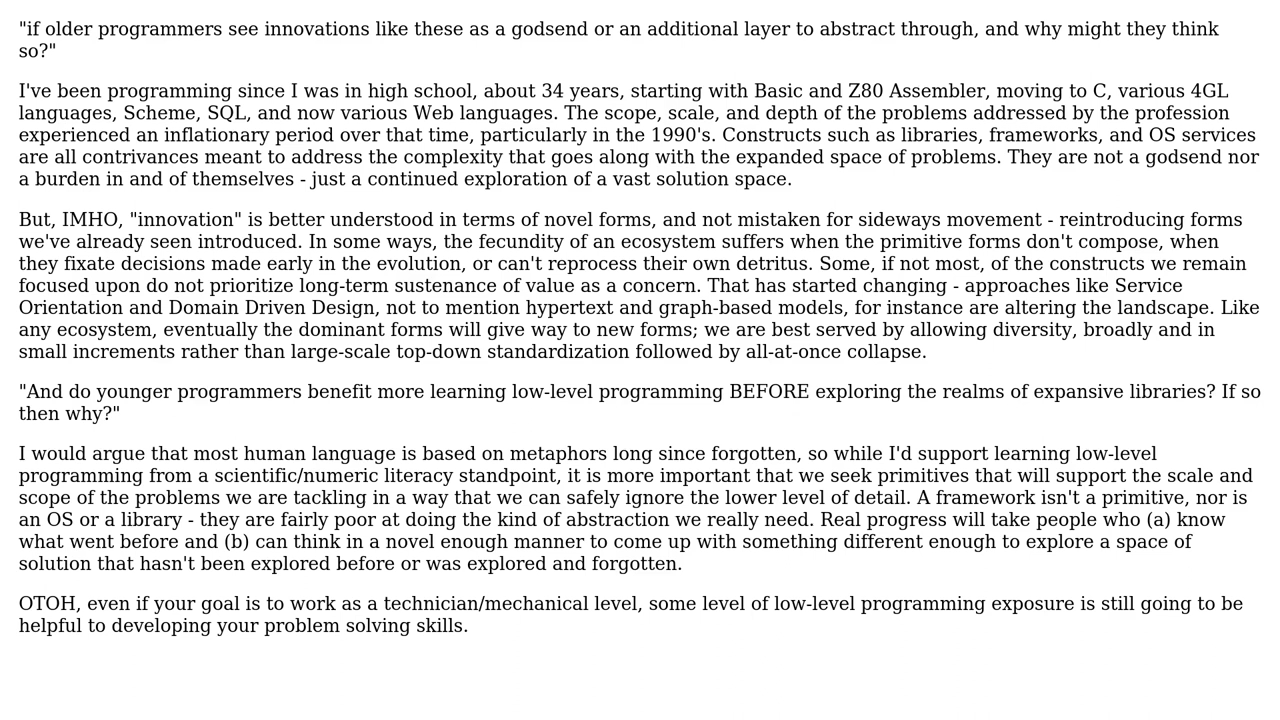 "if older programmers see innovations like these as a godsend or an additional layer to abstract through, and why might they think
so?"
I've been programming since I was in high school, about 34 years, starting with Basic and Z80 Assembler, moving to C, various 4GL
languages, Scheme, SQL, and now various Web languages. The scope, scale, and depth of the problems addressed by the profession
experienced an inflationary period over that time, particularly in the 1990's. Constructs such as libraries, frameworks, and OS services
are all contrivances meant to address the complexity that goes along with the expanded space of problems. They are not a godsend nor
a burden in and of themselves - just a continued exploration of a vast solution space.
But, IMHO, "innovation" is better understood in terms of novel forms, and not mistaken for sideways movement - reintroducing forms
we've already seen introduced. In some ways, the fecundity of an ecosystem suffers when the primitive forms don't compose, when
they fixate decisions made early in the evolution, or can't reprocess their own detritus. Some, if not most, of the constructs we remain
focused upon do not prioritize long-term sustenance of value as a concern. That has started changing - approaches like Service
Orientation and Domain Driven Design, not to mention hypertext and graph-based models, for instance are altering the landscape. Like
any ecosystem, eventually the dominant forms will give way to new forms; we are best served by allowing diversity, broadly and in
small increments rather than large-scale top-down standardization followed by all-at-once collapse.
"And do younger programmers benefit more learning low-level programming BEFORE exploring the realms of expansive libraries? If so
then why?"
I would argue that most human language is based on metaphors long since forgotten, so while I'd support learning low-level
programming from a scientific/numeric literacy standpoint, it is more important that we seek primitives that will support the scale and
scope of the problems we are tackling in a way that we can safely ignore the lower level of detail. A framework isn't a primitive, nor is
an OS or a library - they are fairly poor at doing the kind of abstraction we really need. Real progress will take people who (a) know
what went before and (b) can think in a novel enough manner to come up with something different enough to explore a space of
solution that hasn't been explored before or was explored and forgotten.
OTOH, even if your goal is to work as a technician/mechanical level, some level of low-level programming exposure is still going to be
helpful to developing your problem solving skills.